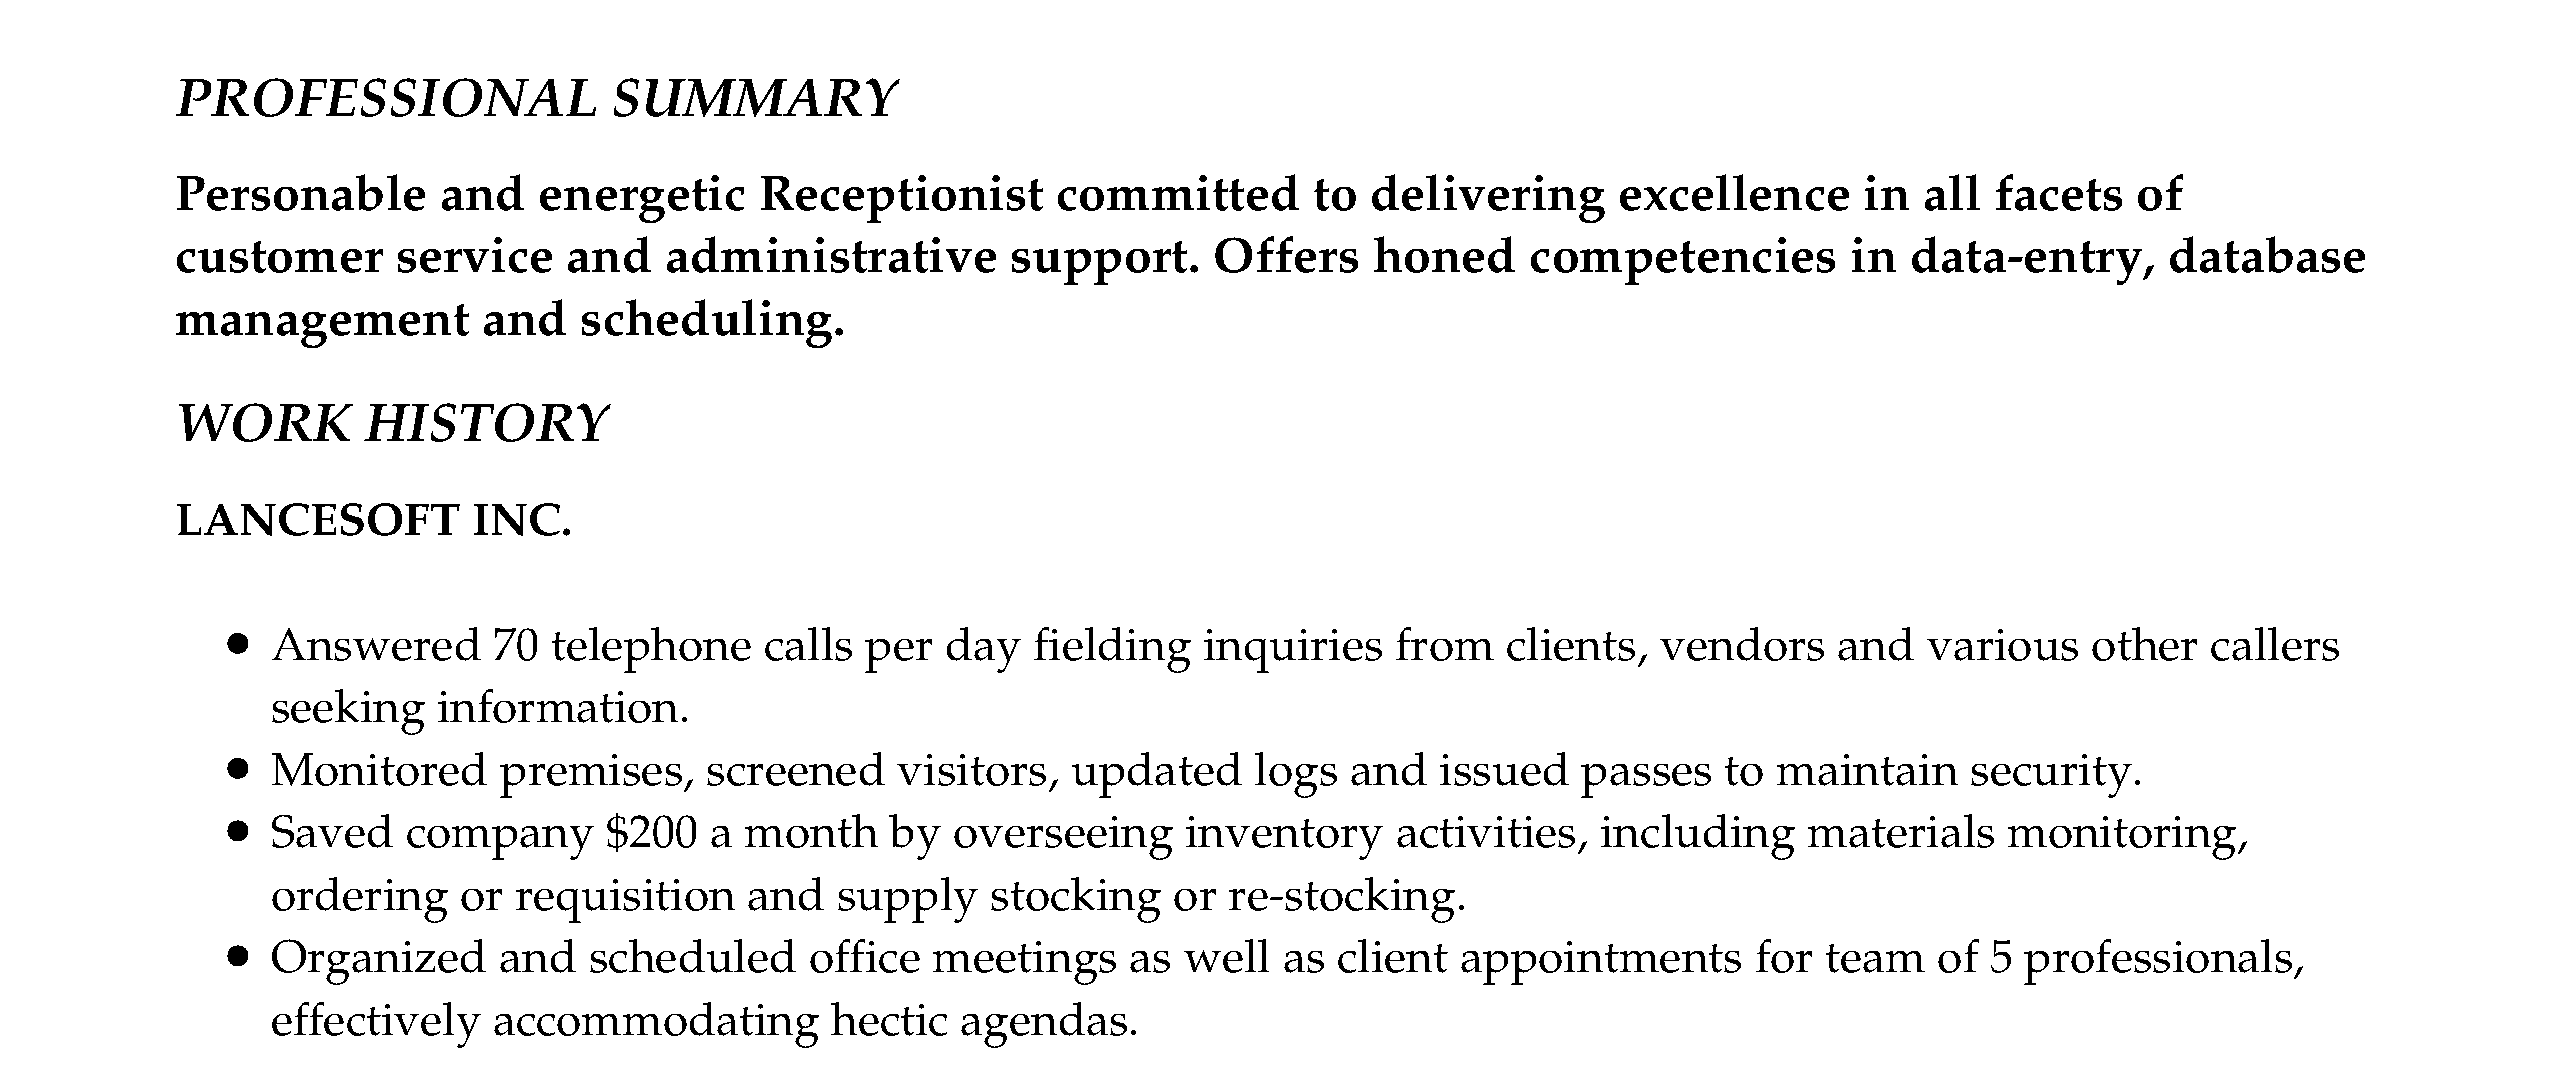 PROFESSIONAL SUMMARY
Personable and energetic Receptionist committed to delivering excellence in all facets of
customer service and administrative support. Offers honed competencies in data-entry, database
management and scheduling.
WORK HISTORY
LANCESOFT INC.
● Answered 70 telephone calls per day fielding inquiries from clients, vendors and various other callers
seeking information.
● Monitored premises, screened visitors, updated logs and issued passes to maintain security.
● Saved company $200 a month by overseeing inventory activities, including materials monitoring,
ordering or requisition and supply stocking or re-stocking.
● Organized and scheduled office meetings as well as client appointments for team of 5 professionals,
effectively accommodating hectic agendas.